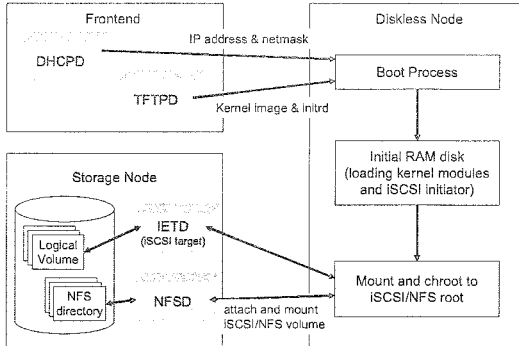 Frontend
DHCPD
TFTPD
IP address & netmask
Kernel image & initrd
Diskless Node
Boot Process
Initial RAM disk
(loading kernel modules
and iSCSI initiator)
Mount and chroot to
iSCSI/NFS root
Storage Node
Logical
Volume
NFS
directory
IETD
(iSCSI target)
NFSD
attach and mount
iSCSI/NFS volume